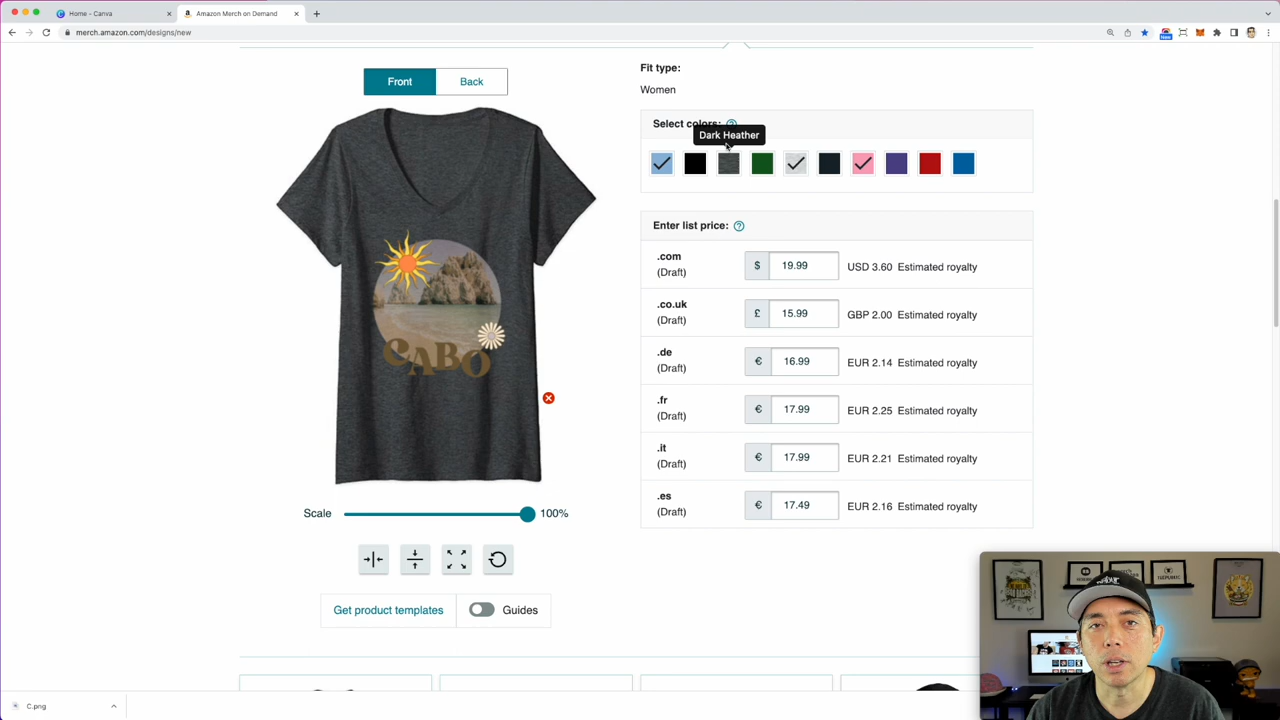 Home – Canva
Amazon Merch on Demand
merch.amazon.com/designs/new
New
Front
Back
Fit type:
Women
Select colors:
Dark Heather
CABO
Enter list price:
.com
(Draft)
$
19.99
USD 3.60 Estimated royalty
.co.uk
(Draft)
£
15.99
GBP 2.00 Estimated royalty
.de
(Draft)
€
16.99
EUR 2.14 Estimated royalty
.fr
(Draft)
€
17.99
EUR 2.25 Estimated royalty
.it
(Draft)
€
17.99
EUR 2.21 Estimated royalty
.es
(Draft)
€
17.49
EUR 2.16 Estimated royalty
Scale
100%
Get product templates
Guides
C.png